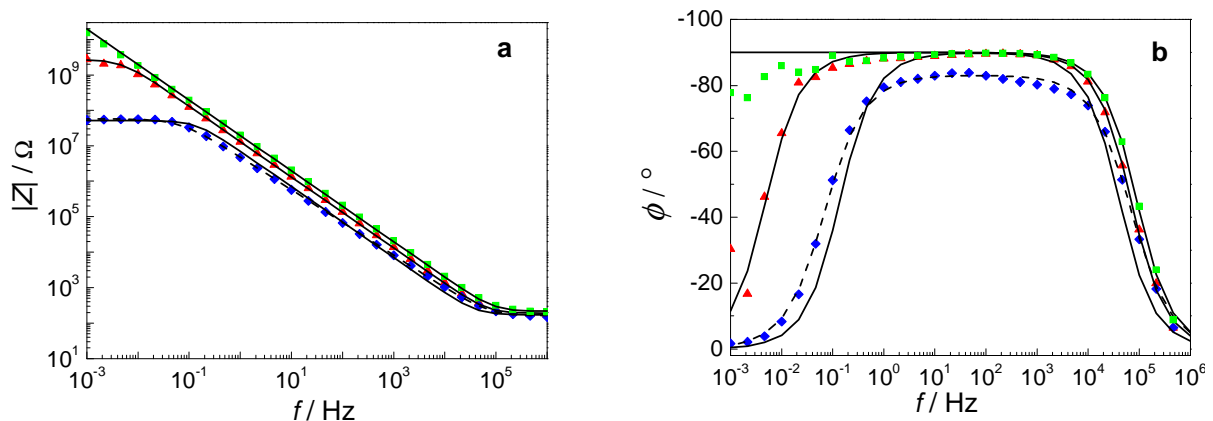 a
|Z| / Ω
10⁹
10⁷
10⁵
10³
10¹
10⁻³ 10⁻¹ 10¹ 10³ 10⁵
f / Hz
b
ϕ / °
-100
-80
-60
-40
-20
0
10⁻³ 10⁻² 10⁻¹ 10⁰ 10¹ 10² 10³ 10⁴ 10⁵ 10⁶
f / Hz